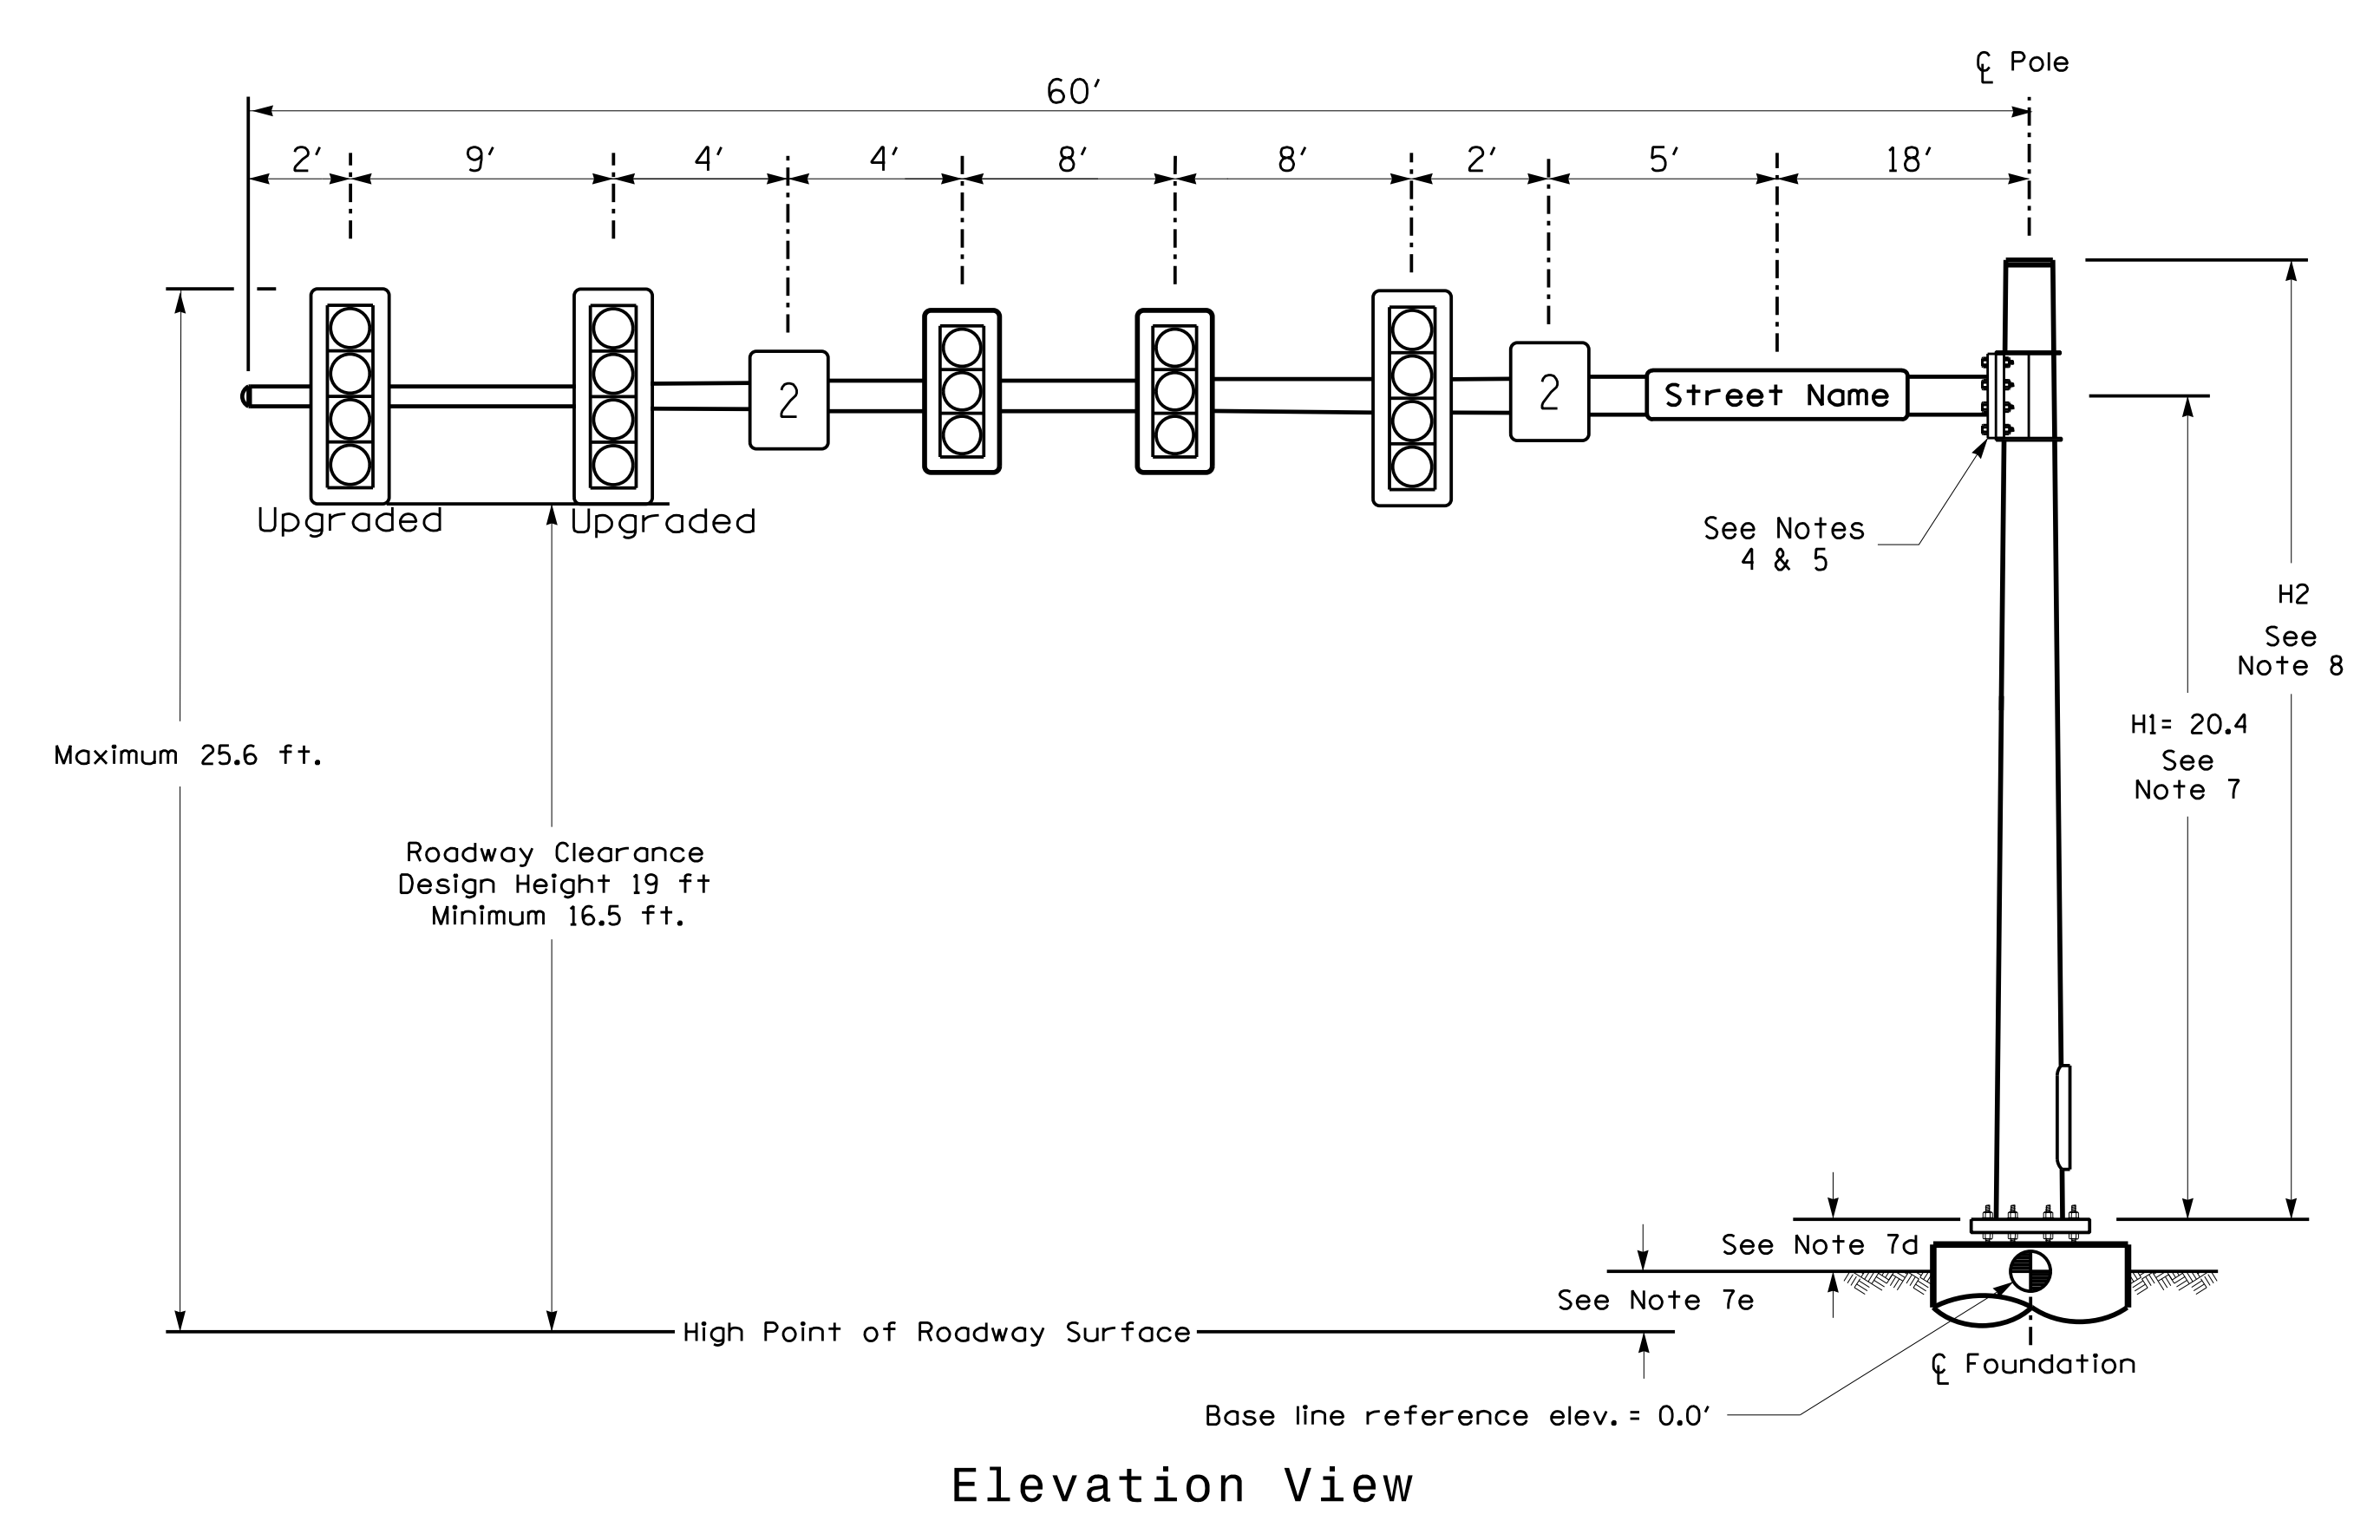 ℄ Pole
60′
2′ 9′ 4′ 4′ 8′ 8′ 2′ 5′ 18′
2
2
Street Name
Upgraded
Upgraded
See Notes
4 & 5
H2
See
Note 8
H1= 20.4
See
Note 7
Maximum 25.6 ft.
Roadway Clearance
Design Height 19 ft
Minimum 16.5 ft.
See Note 7d
See Note 7e
High Point of Roadway Surface
℄ Foundation
Base line reference elev. = 0.0′
Elevation View